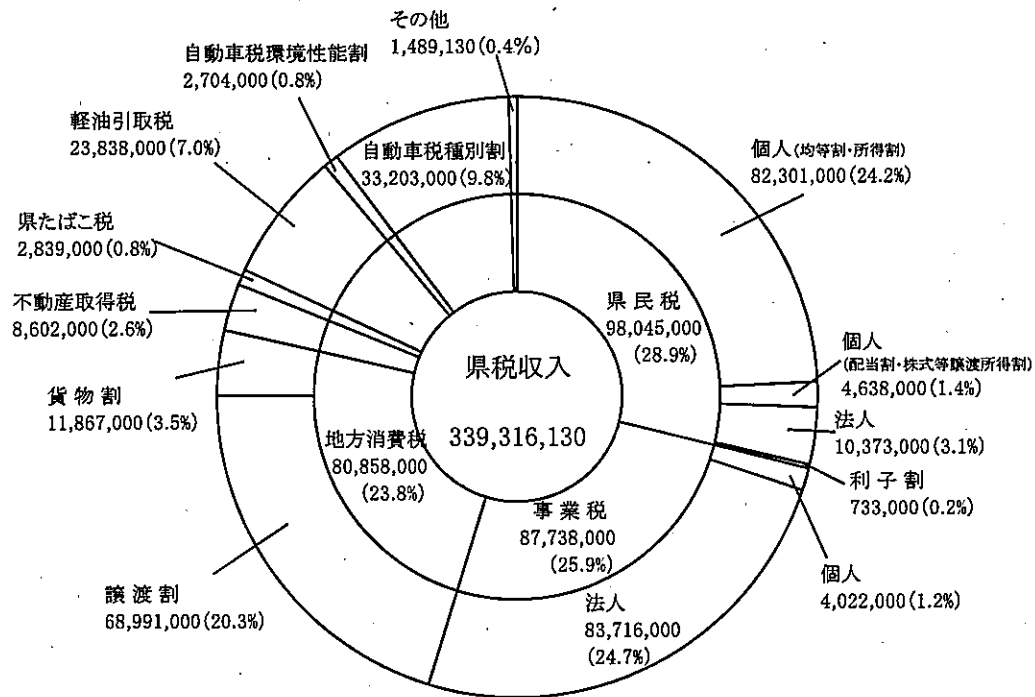 その他
1,489,130(0.4%)
自動車税環境性能割
2,704,000(0.8%)
軽油引取税
23,838,000(7.0%)
自動車税種別割
33,203,000(9.8%)
個人(均等割・所得割)
82,301,000(24.2%)
県たばこ税
2,839,000(0.8%)
不動産取得税
8,602,000(2.6%)
県民税
98,045,000
(28.9%)
個人
(配当割・株式等譲渡所得割)
4,638,000(1.4%)
県税収入
339,316,130
貨物割
11,867,000(3.5%)
法人
10,373,000(3.1%)
地方消費税
80,858,000
(23.8%)
利子割
733,000(0.2%)
事業税
87,738,000
(25.9%)
個人
4,022,000(1.2%)
譲渡割
68,991,000(20.3%)
法人
83,716,000
(24.7%)